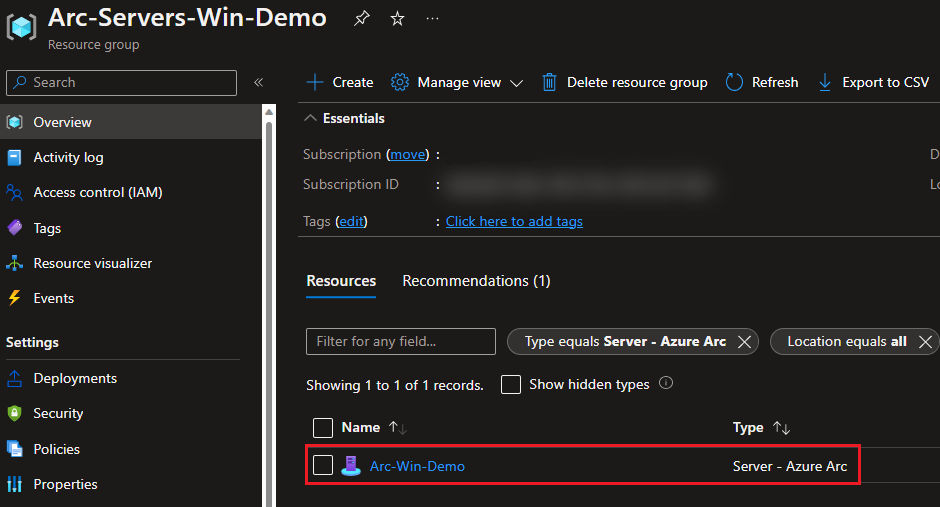 Arc-Servers-Win-Demo
Resource group
Search
Overview
Activity log
Access control (IAM)
Tags
Resource visualizer
Events
Settings
Deployments
Security
Policies
Properties
Create Manage view Delete resource group Refresh Export to CSV
Essentials
Subscription (move) :
Subscription ID :
Tags (edit) : Click here to add tags
Resources Recommendations (1)
Filter for any field... Type equals Server - Azure Arc Location equals all
Showing 1 to 1 of 1 records. Show hidden types
Name Type
Arc-Win-Demo Server - Azure Arc